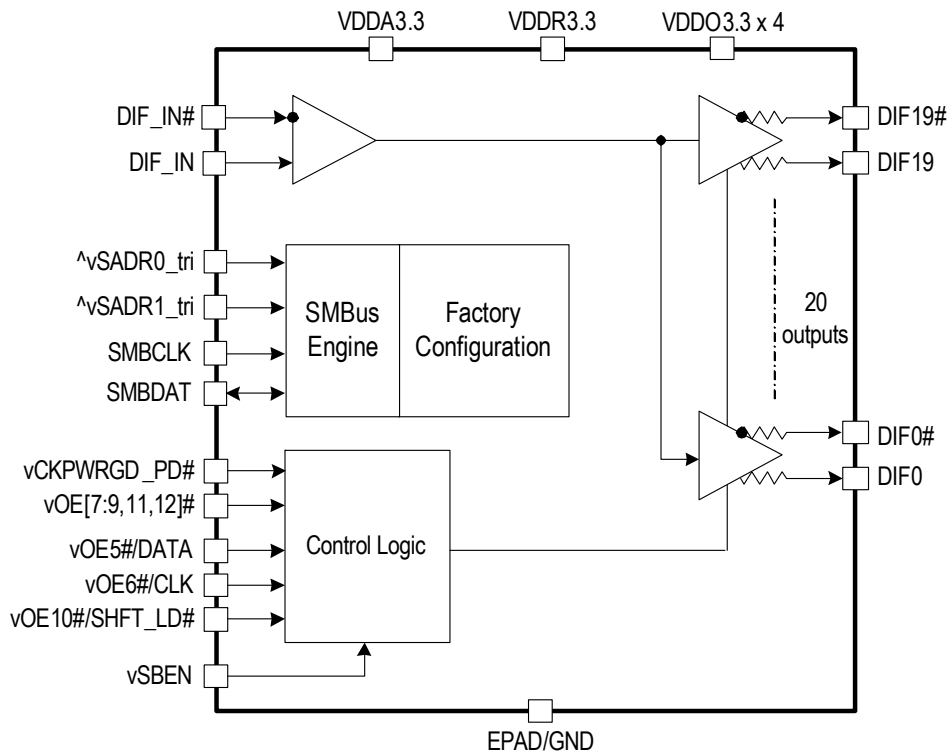 VDDA3.3
VDDR3.3
VDDO3.3 x 4
DIF_IN#
DIF_IN
DIF19#
DIF19
^vSADR0_tri
^vSADR1_tri
SMBCLK
SMBDAT
SMBus
Engine
Factory
Configuration
20
outputs
DIF0#
DIF0
vCKPWRGD_PD#
vOE[7:9,11,12]#
vOE5#/DATA
vOE6#/CLK
vOE10#/SHFT_LD#
vSBEN
Control Logic
EPAD/GND